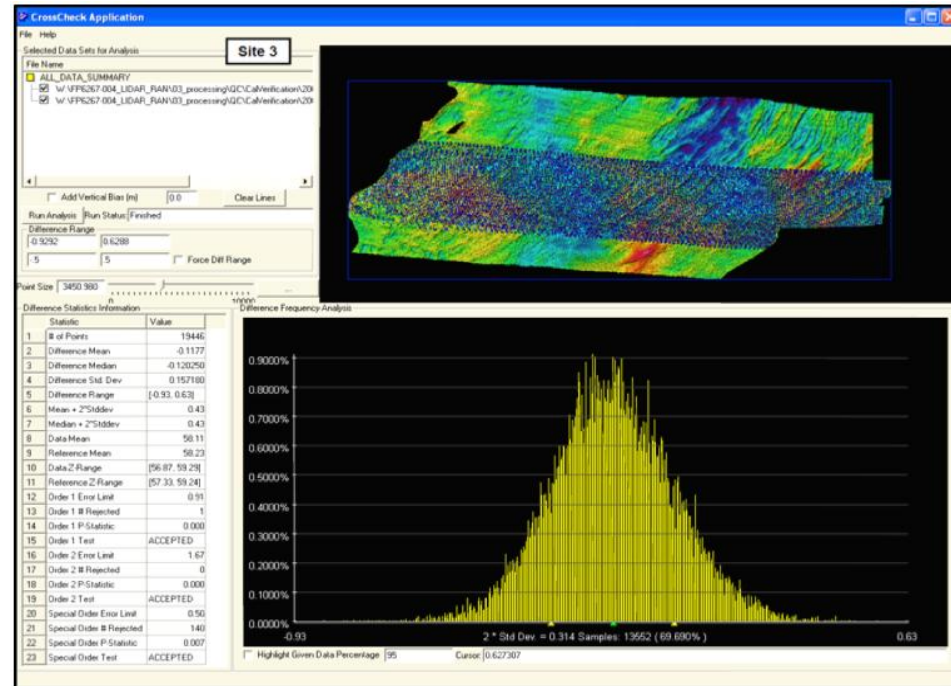 CrossCheck Application
File Help
Selected Data Sets for Analysis
Site 3
File Name
ALL_DATA_SUMMARY
W:\FP6267-004_LIDAR_RAN\03_processing\QC\CalVerification\200
W:\FP6267-004_LIDAR_RAN\03_processing\QC\CalVerification\200
Add Vertical Bias (m) 0.0 Clear Lines
Run Analysis Run Status: Finished
Difference Range
-0.9292 0.6288
-.5 .5 Force Diff Range
Point Size 3450.980 ...
0 10000
Difference Statistics Information
Statistic Value
1 # of Points 19446
2 Difference Mean -0.1177
3 Difference Median -0.120250
4 Difference Std. Dev 0.157180
5 Difference Range [-0.93, 0.63]
6 Mean + 2*Stddev 0.43
7 Median + 2*Stddev 0.43
8 Data Mean 58.11
9 Reference Mean 58.23
10 Data Z-Range [56.87, 59.29]
11 Reference Z-Range [57.33, 59.24]
12 Order 1 Error Limit 0.91
13 Order 1 # Rejected 1
14 Order 1 P-Statistic 0.000
15 Order 1 Test ACCEPTED
16 Order 2 Error Limit 1.67
17 Order 2 # Rejected 0
18 Order 2 P-Statistic 0.000
19 Order 2 Test ACCEPTED
20 Special Order Error Limit 0.50
21 Special Order # Rejected 140
22 Special Order P-Statistic 0.007
23 Special Order Test ACCEPTED
Difference Frequency Analysis
0.9000%
0.8000%
0.7000%
0.6000%
0.5000%
0.4000%
0.3000%
0.2000%
0.1000%
0.0000%
-0.93 2 * Std Dev. = 0.314 Samples: 13552 ( 69.690% ) 0.63
Highlight Given Data Percentage 95 Cursor: 0.627307